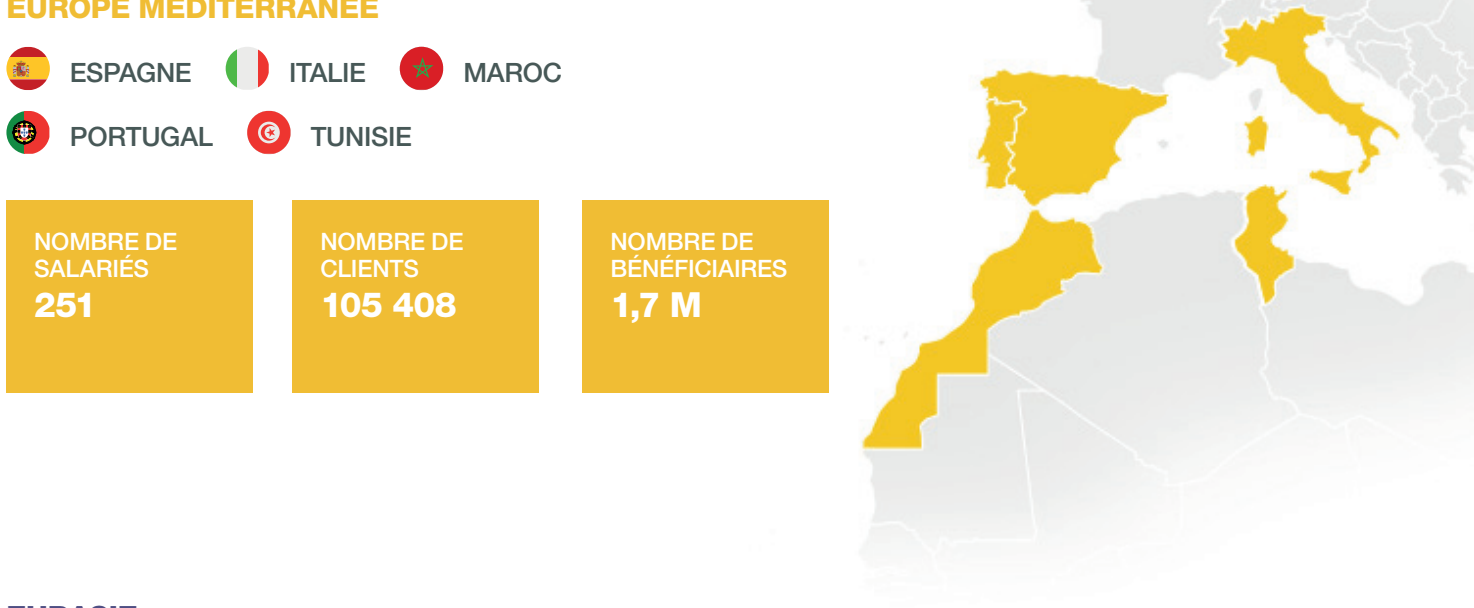 EUROPE MÉDITERRANÉE
ESPAGNE ITALIE MAROC
PORTUGAL TUNISIE
NOMBRE DE
SALARIÉS
251
NOMBRE DE
CLIENTS
105 408
NOMBRE DE
BÉNÉFICIAIRES
1,7 M
EURASIE